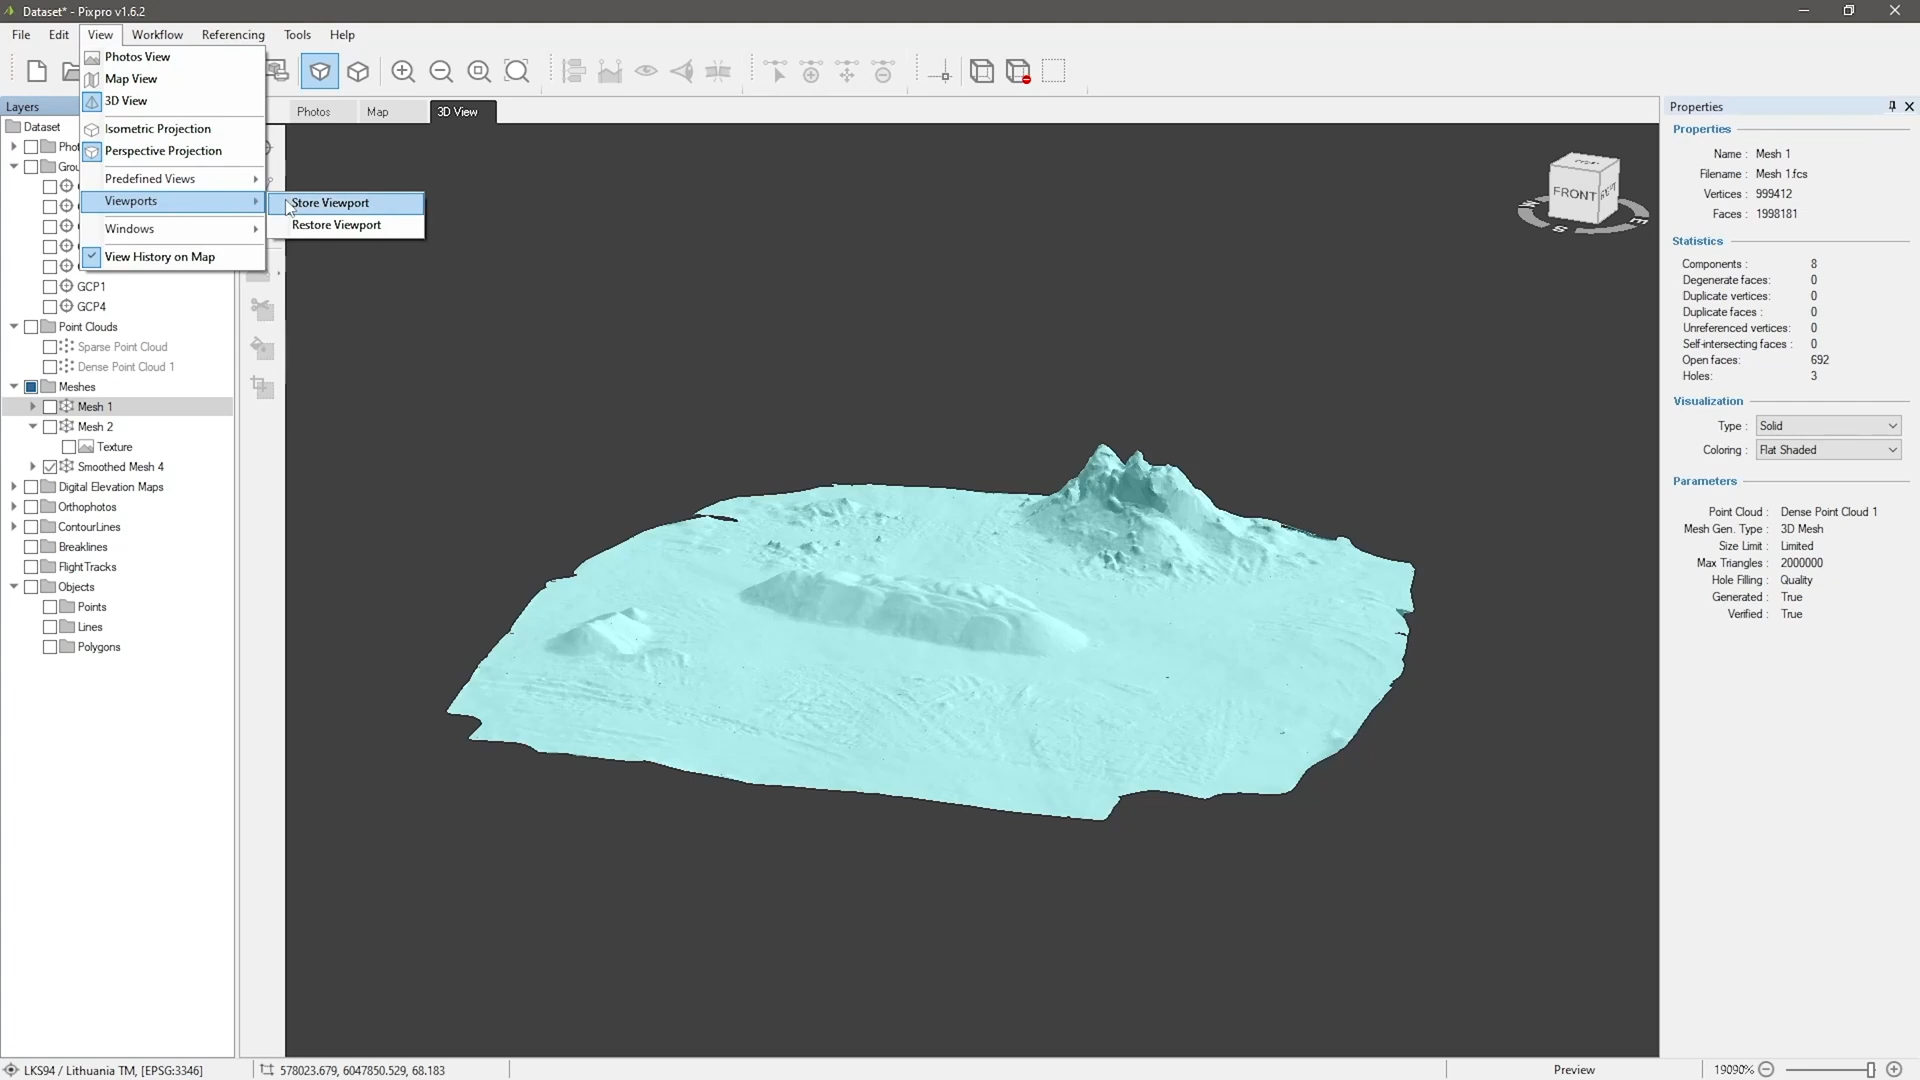 Dataset* - Pixpro v1.6.2
File Edit View Workflow Referencing Tools Help
Photos View
Map View
3D View
Isometric Projection
Perspective Projection
Predefined Views
Viewports
Windows
View History on Map
Store Viewport
Restore Viewport
Layers
Dataset
GCP1
GCP4
Point Clouds
Sparse Point Cloud
Dense Point Cloud 1
Meshes
Mesh 1
Mesh 2
Texture
Smoothed Mesh 4
Digital Elevation Maps
Orthophotos
ContourLines
Breaklines
FlightTracks
Objects
Points
Lines
Polygons
Photos Map 3D View
FRONT
S
E
Properties
Properties
Name : Mesh 1
Filename : Mesh 1.fcs
Vertices : 999412
Faces : 1998181
Statistics
Components : 8
Degenerate faces: 0
Duplicate vertices: 0
Duplicate faces : 0
Unreferenced vertices: 0
Self-intersecting faces : 0
Open faces: 692
Holes: 3
Visualization
Type : Solid
Coloring : Flat Shaded
Parameters
Point Cloud : Dense Point Cloud 1
Mesh Gen. Type : 3D Mesh
Size Limit : Limited
Max Triangles : 2000000
Hole Filling : Quality
Generated : True
Verified : True
LKS94 / Lithuania TM, [EPSG:3346] 578023.679, 6047850.529, 68.183 Preview 19090%